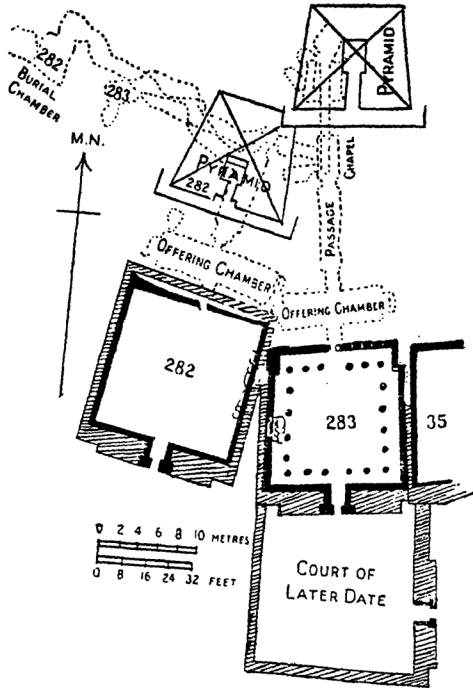 282
BURIAL
CHAMBER
283
PYRAMID
M.N.
PYRAMID
282
CHAPEL
PASSAGE
OFFERING CHAMBER
OFFERING CHAMBER
282
283
35
0 2 4 6 8 10 METRES
0 8 16 24 32 FEET
COURT OF
LATER DATE